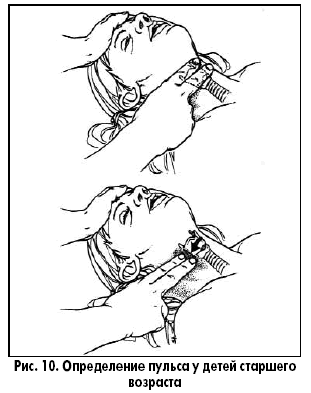 Рис. 10. Определение пульса у детей старшего
возраста